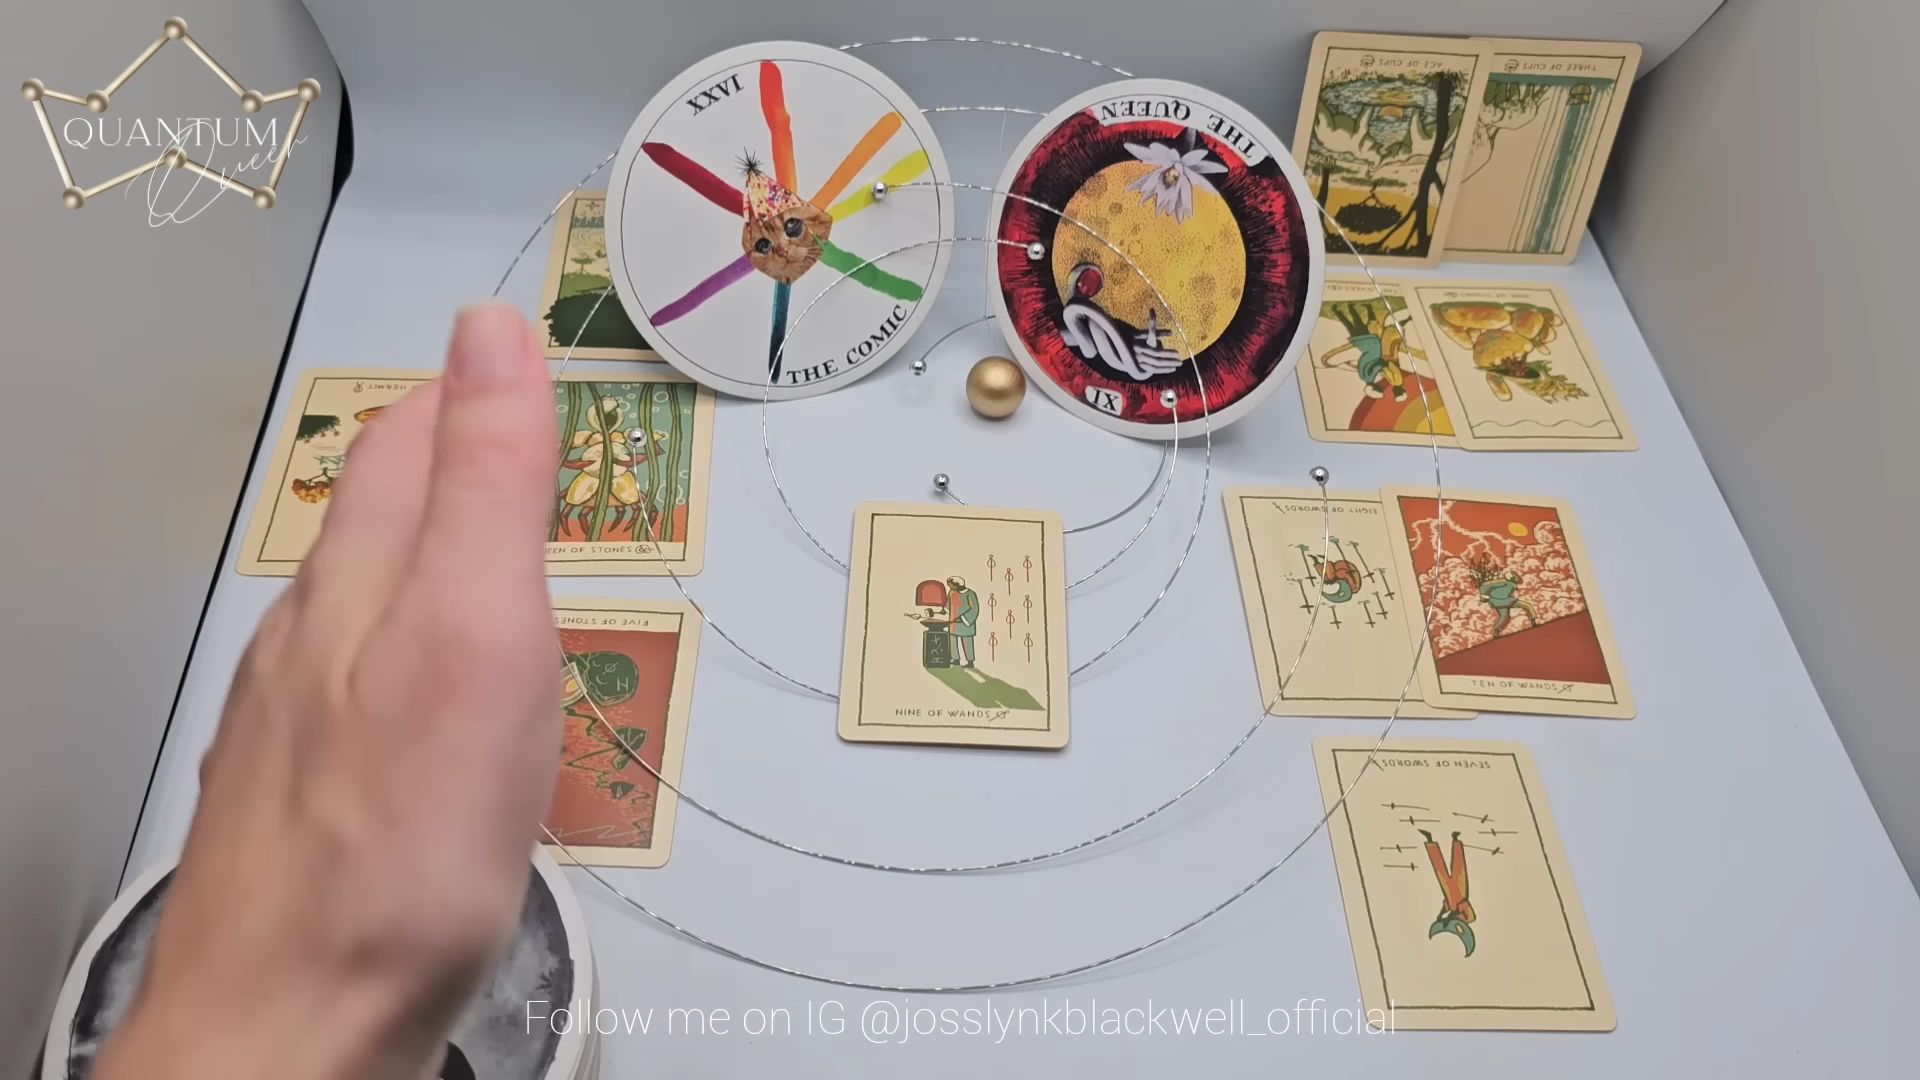 QUANTUM
Queen
XXVI
THE COMIC
THE QUEEN
XI
ACE OF CUPS
THREE OF CUPS
HERMIT
EEN OF STONES
FIVE OF STONES
NINE OF WANDS
EIGHT OF SWORDS
TEN OF WANDS
SEVEN OF SWORDS
Follow me on IG @josslynkblackwell_official